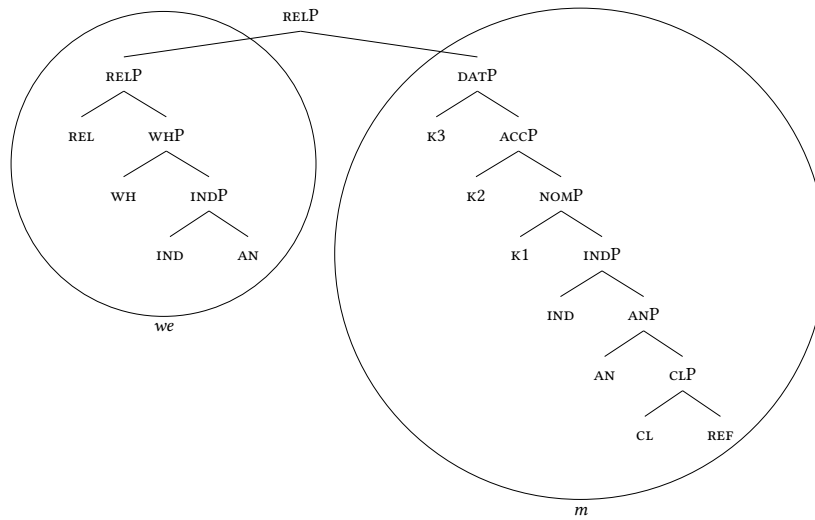 RELP
RELP DATP
REL WHP K3 ACCP
WH INDP K2 NOMP
IND AN K1 INDP
IND ANP
we
AN CLP
CL REF
m